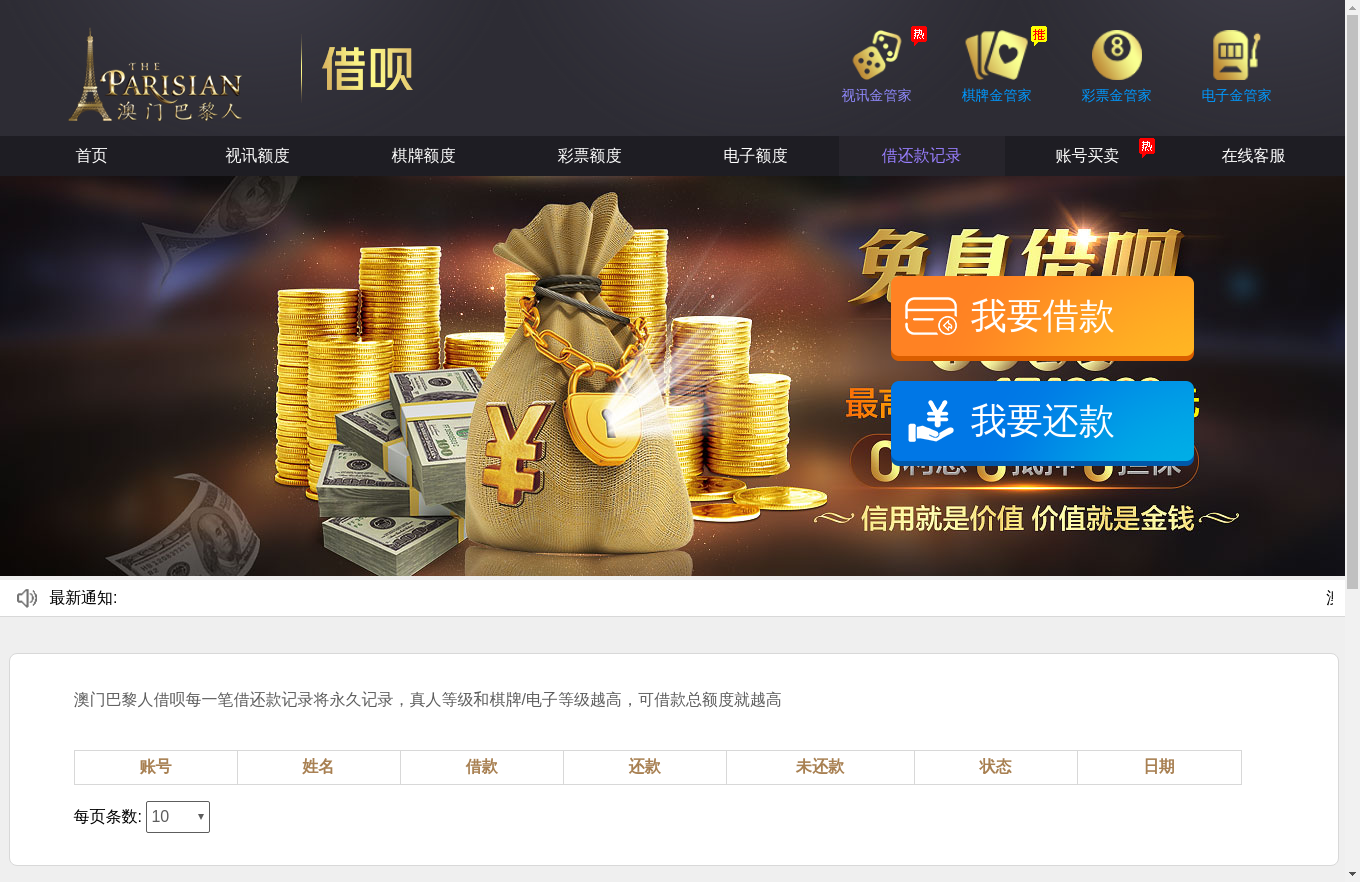 THE
PARISIAN
澳门巴黎人
借呗
热
推
视讯金管家
棋牌金管家
8
彩票金管家
电子金管家
首页
视讯额度
棋牌额度
彩票额度
电子额度
借还款记录
账号买卖
热
在线客服
免息借呗
我要借款
最高
我要还款
信用就是价值 价值就是金钱
¥
100
最新通知:
澳门巴黎人借呗每一笔借还款记录将永久记录，真人等级和棋牌/电子等级越高，可借款总额度就越高
账号 姓名 借款 还款 未还款 状态 日期
每页条数: 10